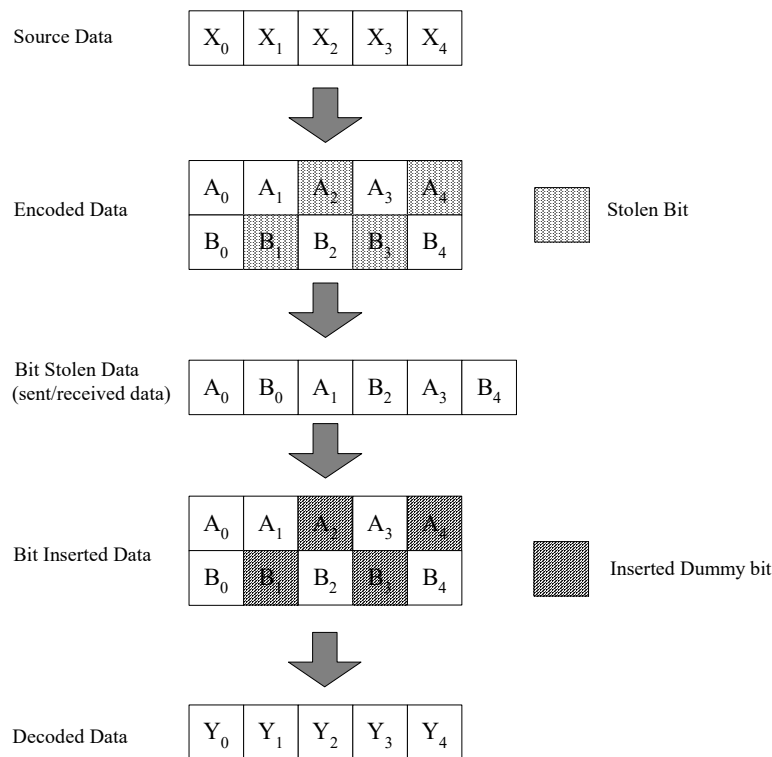 Source Data
X0 X1 X2 X3 X4
Encoded Data
A0 A1 A2 A3 A4
B0 B1 B2 B3 B4
Stolen Bit
Bit Stolen Data
(sent/received data)
A0 B0 A1 B2 A3 B4
Bit Inserted Data
A0 A1 A2 A3 A4
B0 B1 B2 B3 B4
Inserted Dummy bit
Decoded Data
Y0 Y1 Y2 Y3 Y4